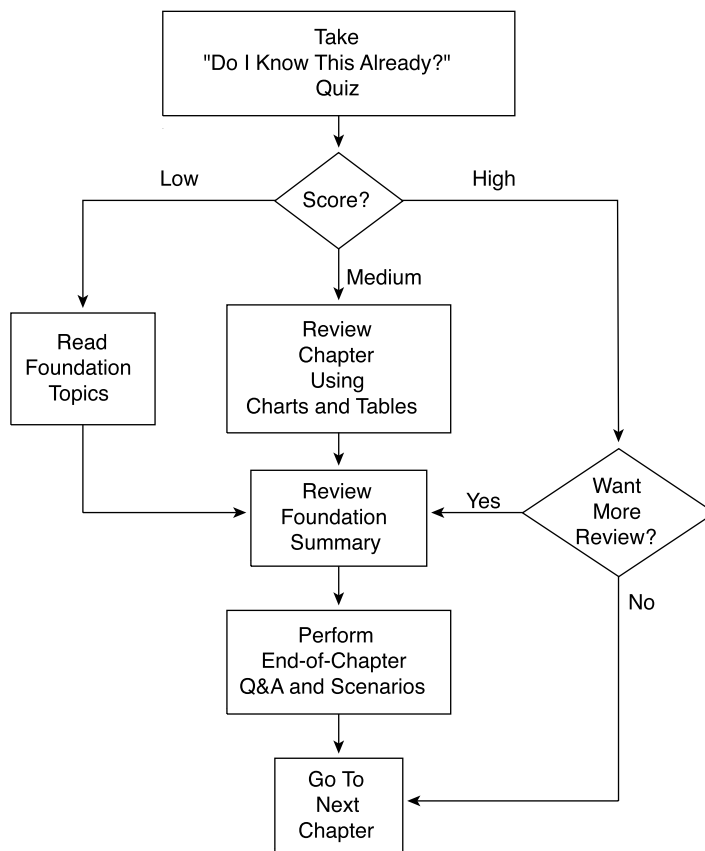 Take
"Do I Know This Already?"
Quiz
Low
Score?
High
Medium
Read
Foundation
Topics
Review
Chapter
Using
Charts and Tables
Review
Foundation
Summary
Yes
Want
More
Review?
No
Perform
End-of-Chapter
Q&A and Scenarios
Go To
Next
Chapter